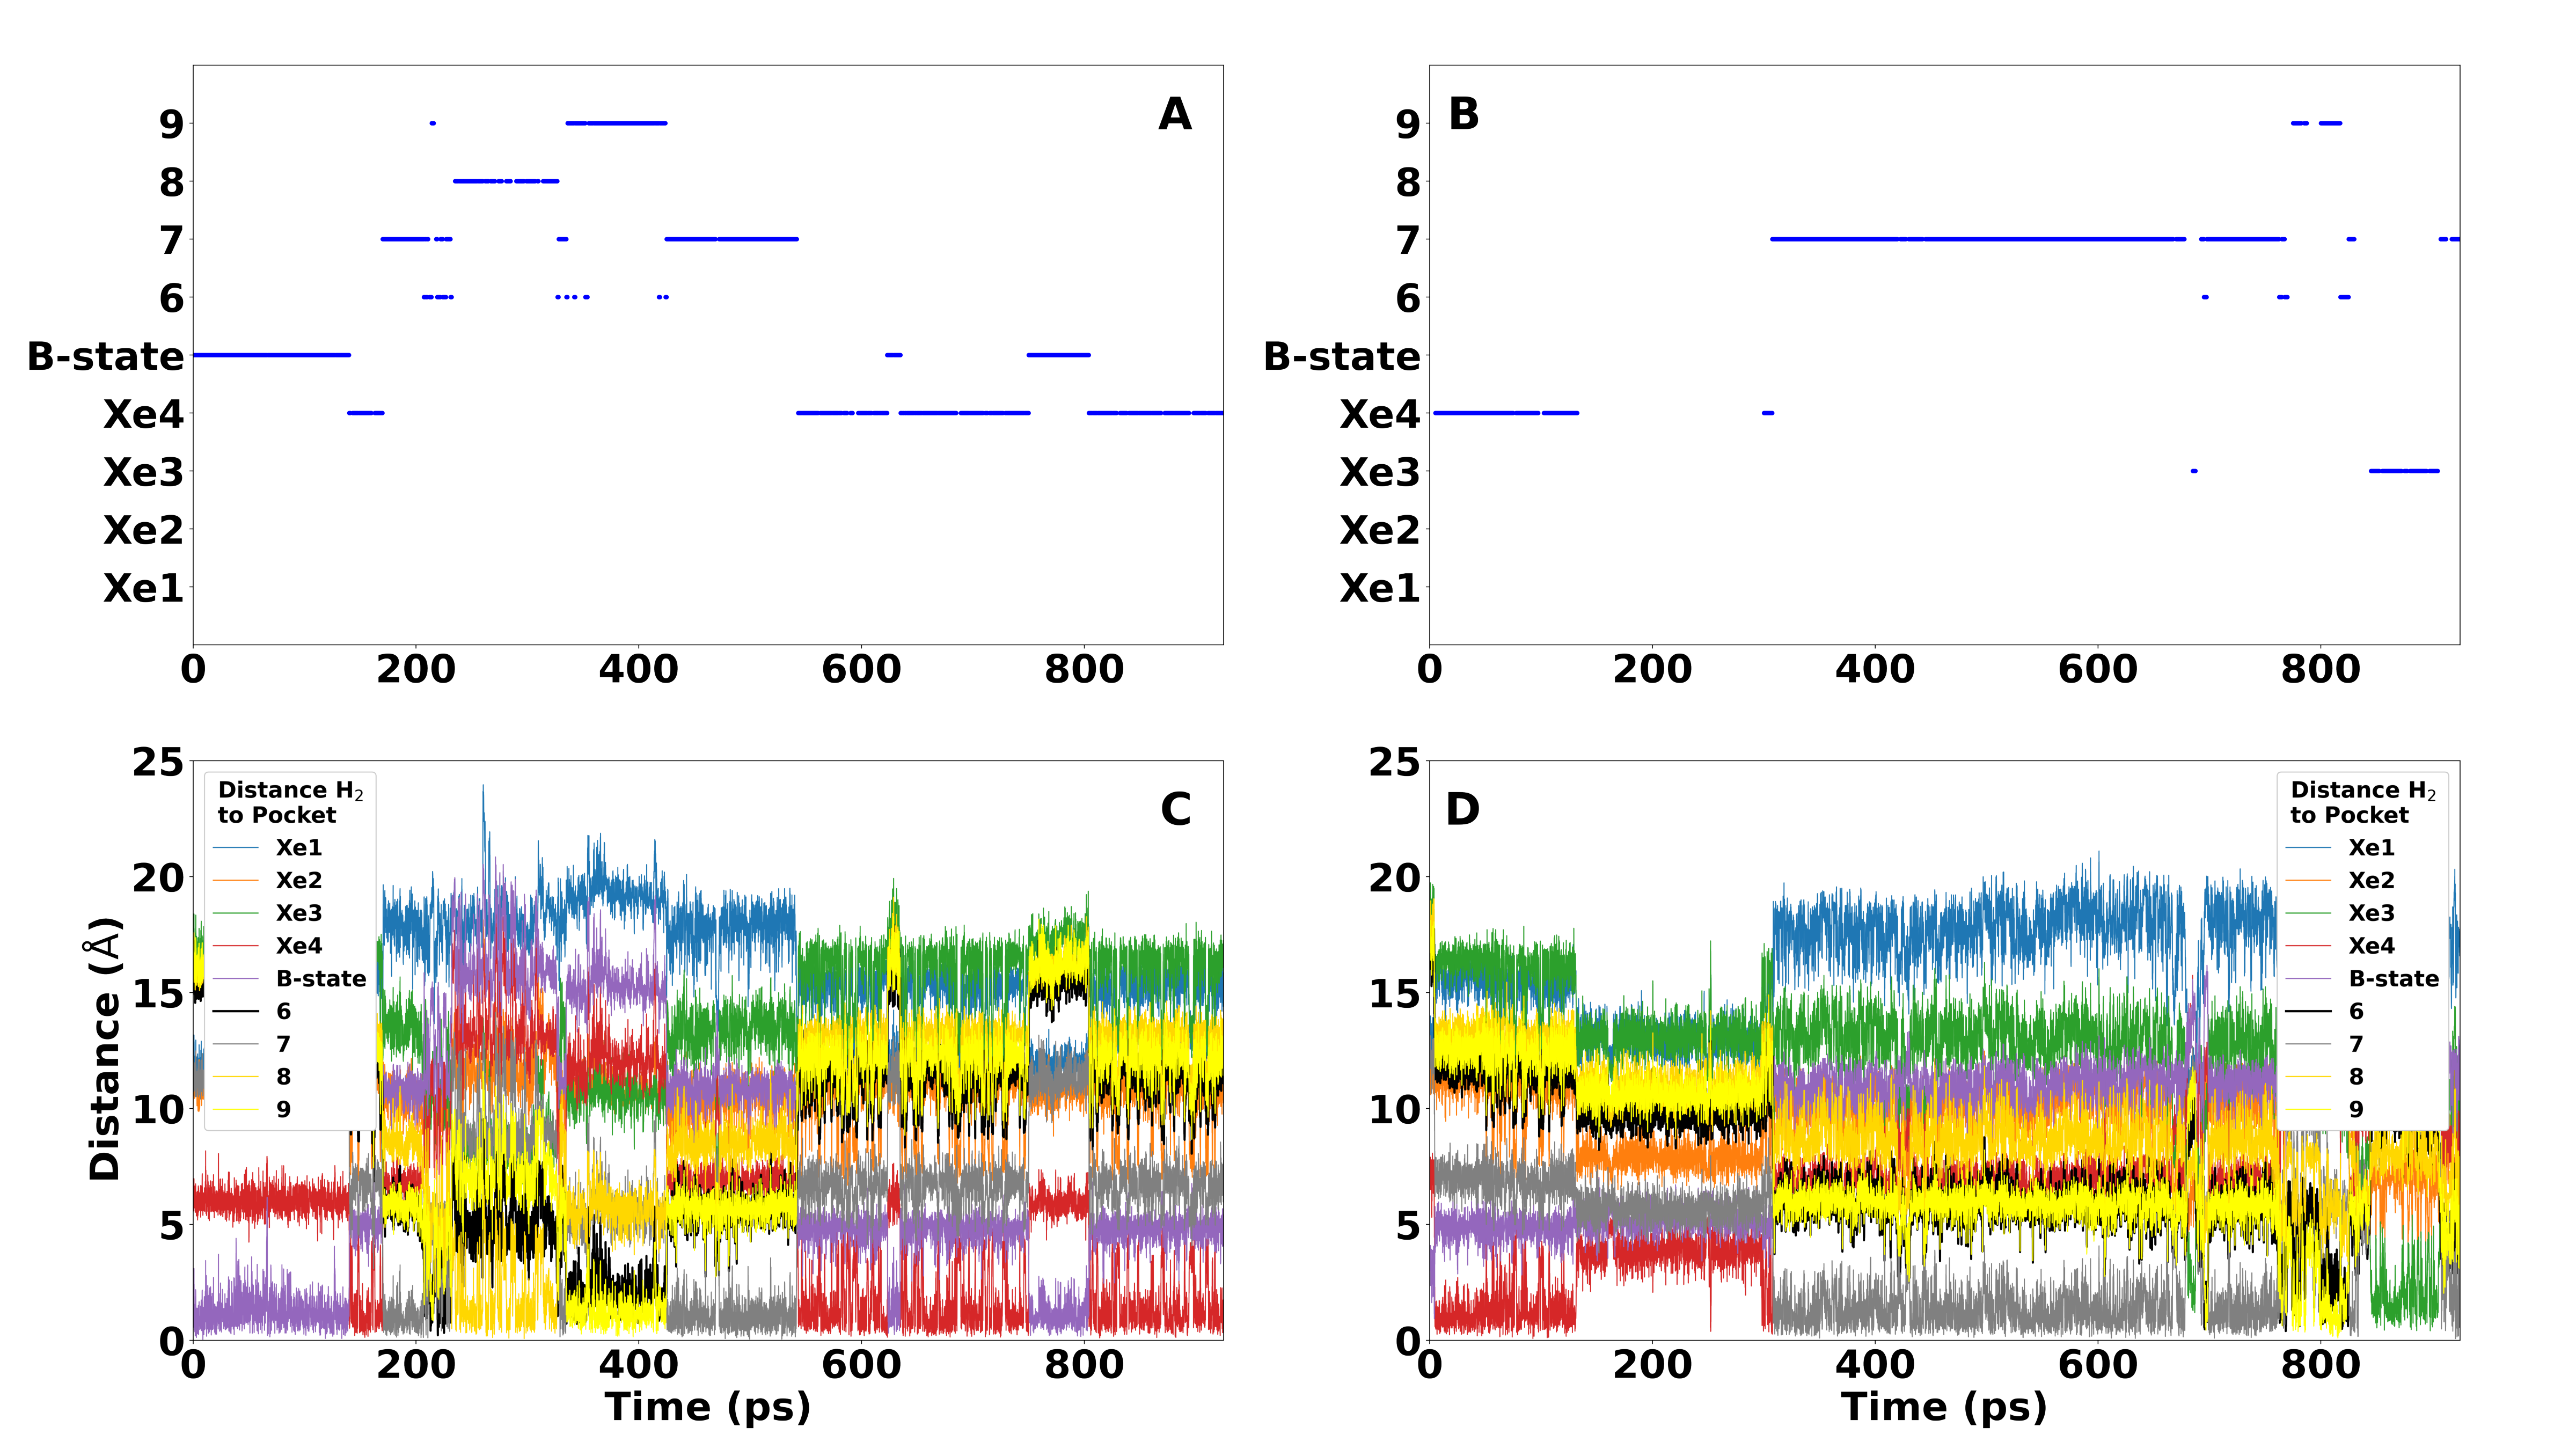 A
9
8
7
6
B-state
Xe4
Xe3
Xe2
Xe1
0 200 400 600 800
B
9
8
7
6
B-state
Xe4
Xe3
Xe2
Xe1
0 200 400 600 800
C
Distance (Å)
25
20
15
10
5
0
Distance H₂
to Pocket
Xe1
Xe2
Xe3
Xe4
B-state
6
7
8
9
0 200 400 600 800
Time (ps)
D
25
20
15
10
5
0
Distance H₂
to Pocket
Xe1
Xe2
Xe3
Xe4
B-state
6
7
8
9
0 200 400 600 800
Time (ps)